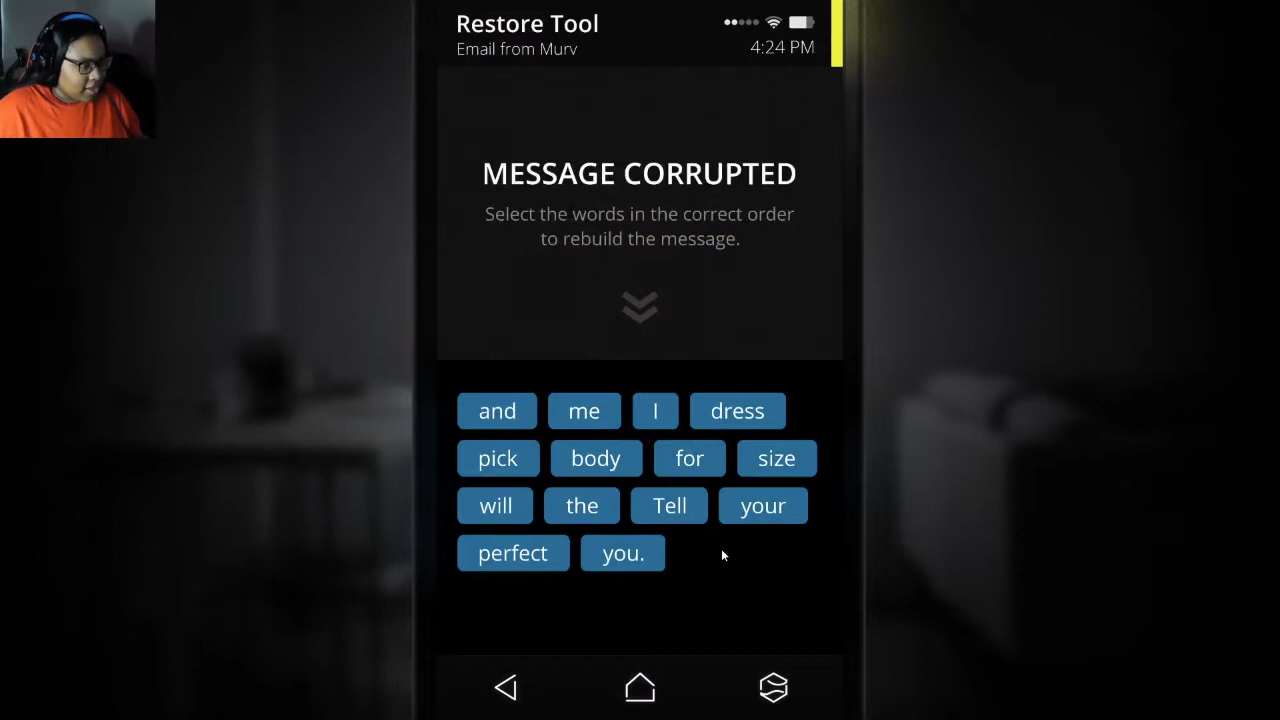 Restore Tool
Email from Murv
4:24 PM
MESSAGE CORRUPTED
Select the words in the correct order
to rebuild the message.
and me I dress
pick body for size
will the Tell your
perfect you.